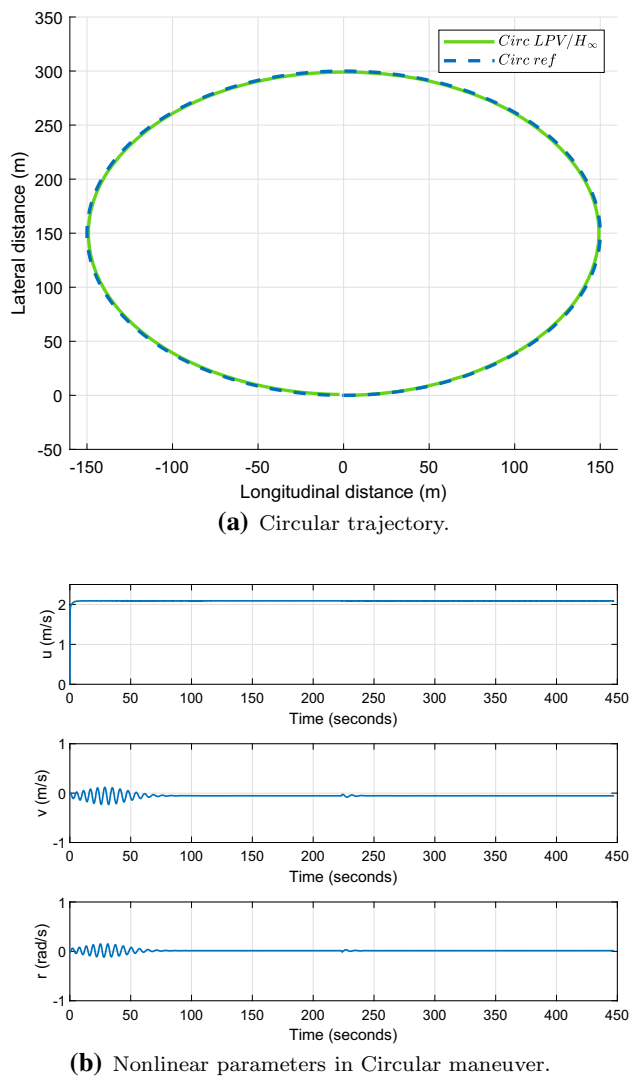 350
300
250
200
150
100
50
0
-50
Lateral distance (m)
Circ LPV/H∞
Circ ref
-150 -100 -50 0 50 100 150
Longitudinal distance (m)
(a) Circular trajectory.
2
1
0
u (m/s)
0 50 100 150 200 250 300 350 400 450
Time (seconds)
1
0
-1
v (m/s)
0 50 100 150 200 250 300 350 400 450
Time (seconds)
1
0
-1
r (rad/s)
0 50 100 150 200 250 300 350 400 450
Time (seconds)
(b) Nonlinear parameters in Circular maneuver.